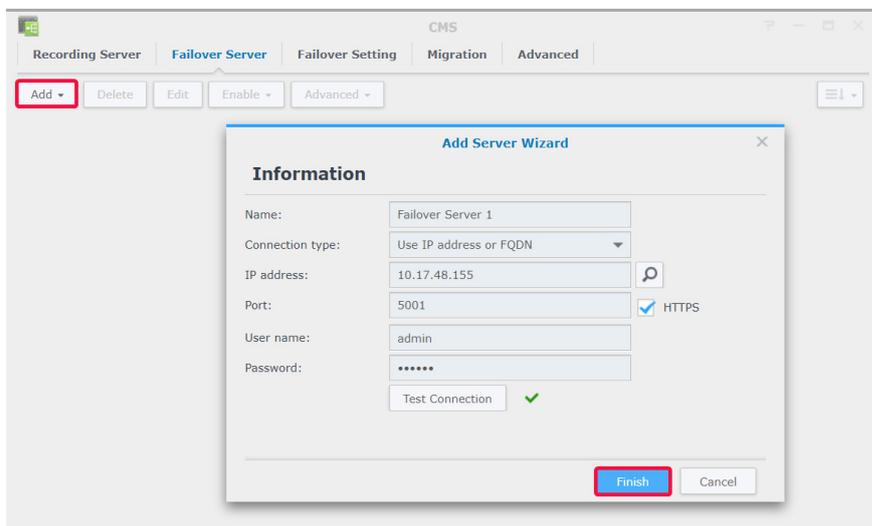 CMS
Recording Server Failover Server Failover Setting Migration Advanced
Add Delete Edit Enable Advanced
Add Server Wizard
Information
Name: Failover Server 1
Connection type: Use IP address or FQDN
IP address: 10.17.48.155
Port: 5001 HTTPS
User name: admin
Password: ••••••
Test Connection
Finish Cancel